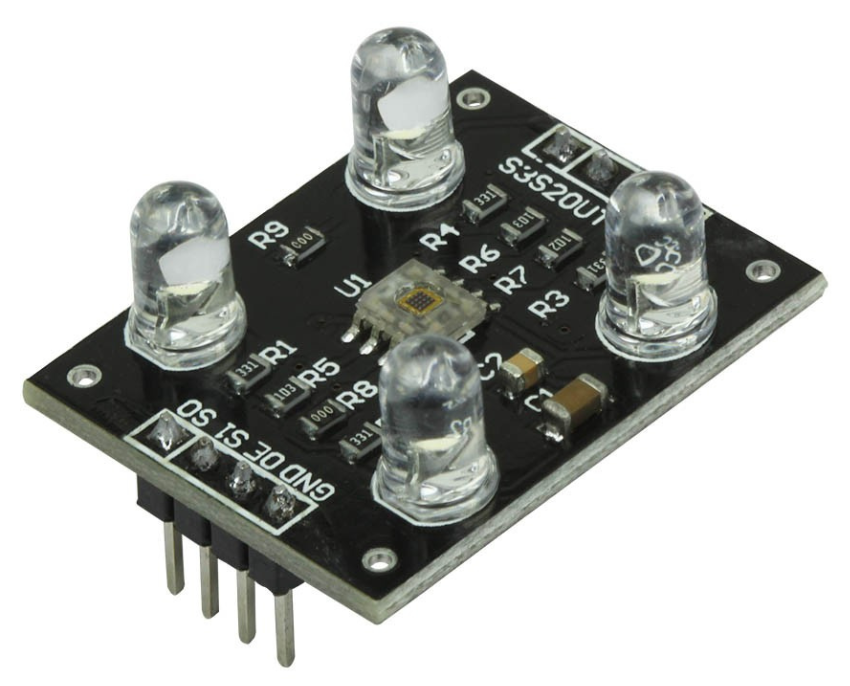 S3S2OUT
R9
331
R4
103
000
R6
102
R7
U1
R3
R1
331
C2
R5
103
C1
R8
000
S0
S1
OE
331
GND